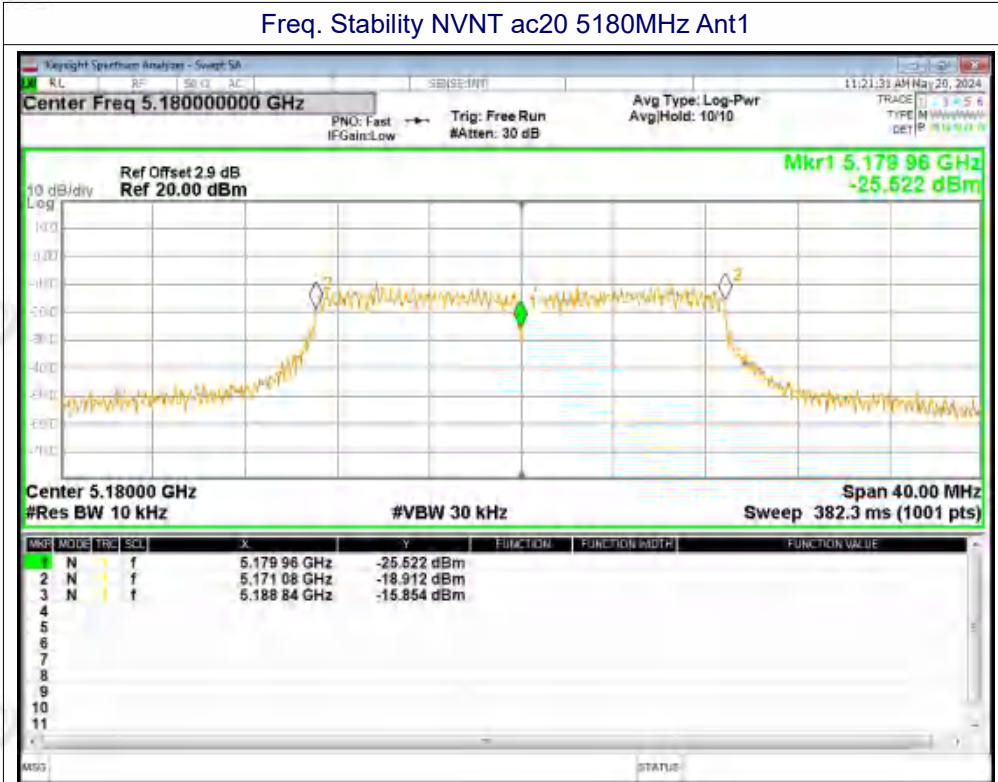 Freq. Stability NVNT ac20 5180MHz Ant1
Keysight Spectrum Analyzer - Swept SA
RL RF 50 Ω AC SENSE:INT 11:21:31 AM May 20, 2024
Center Freq 5.180000000 GHz
PNO: Fast Trig: Free Run
IFGain:Low #Atten: 30 dB
Avg Type: Log-Pwr
Avg|Hold: 10/10
TRACE
TYPE
DET
Mkr1 5.179 96 GHz
-25.522 dBm
Ref Offset 2.9 dB
10 dB/div Ref 20.00 dBm
Log
2
Center 5.18000 GHz Span 40.00 MHz
#Res BW 10 kHz #VBW 30 kHz Sweep 382.3 ms (1001 pts)
MKR MODE TRC SCL X Y FUNCTION FUNCTION WIDTH FUNCTION VALUE
1 N 1 f 5.179 96 GHz -25.522 dBm
2 N 1 f 5.171 08 GHz -18.912 dBm
3 N 1 f 5.188 84 GHz -15.854 dBm
4
5
6
7
8
9
10
11
MSG STATUS